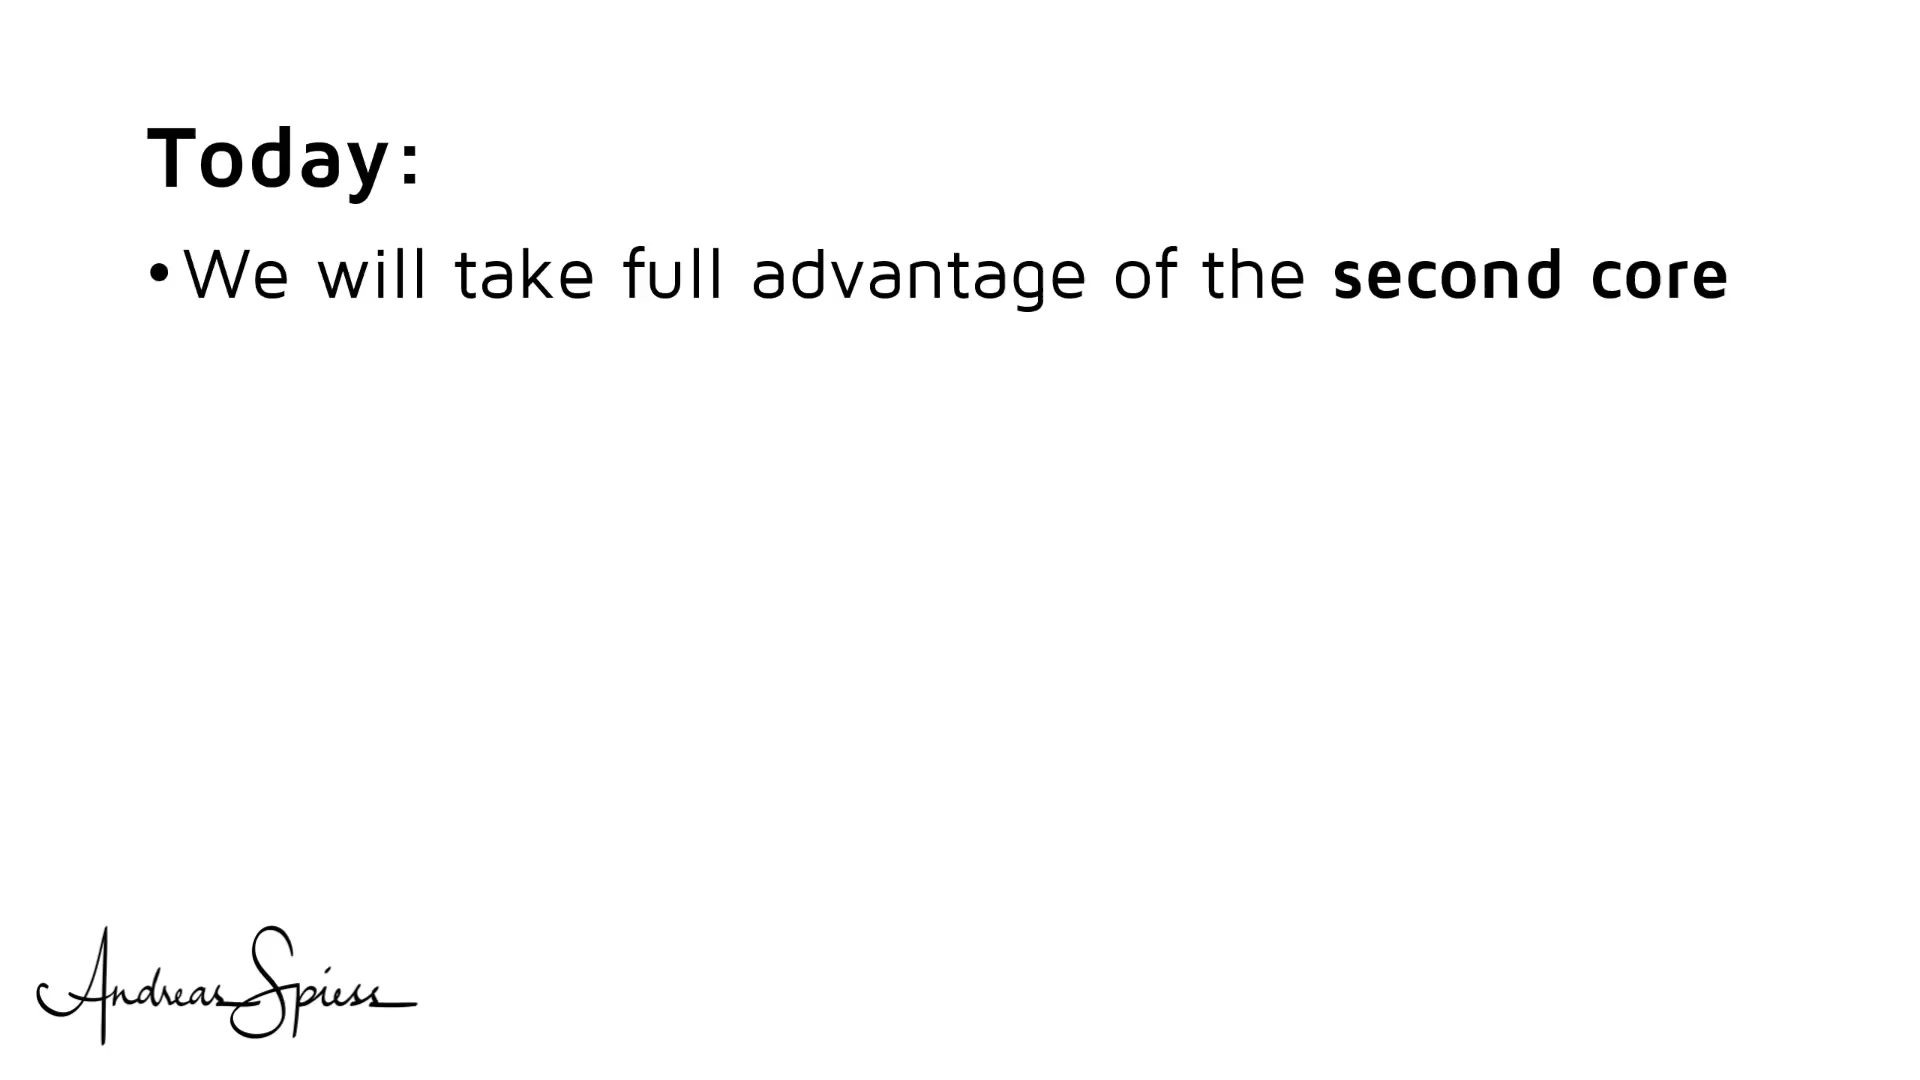 Today:
• We will take full advantage of the second core
Andreas Spiess